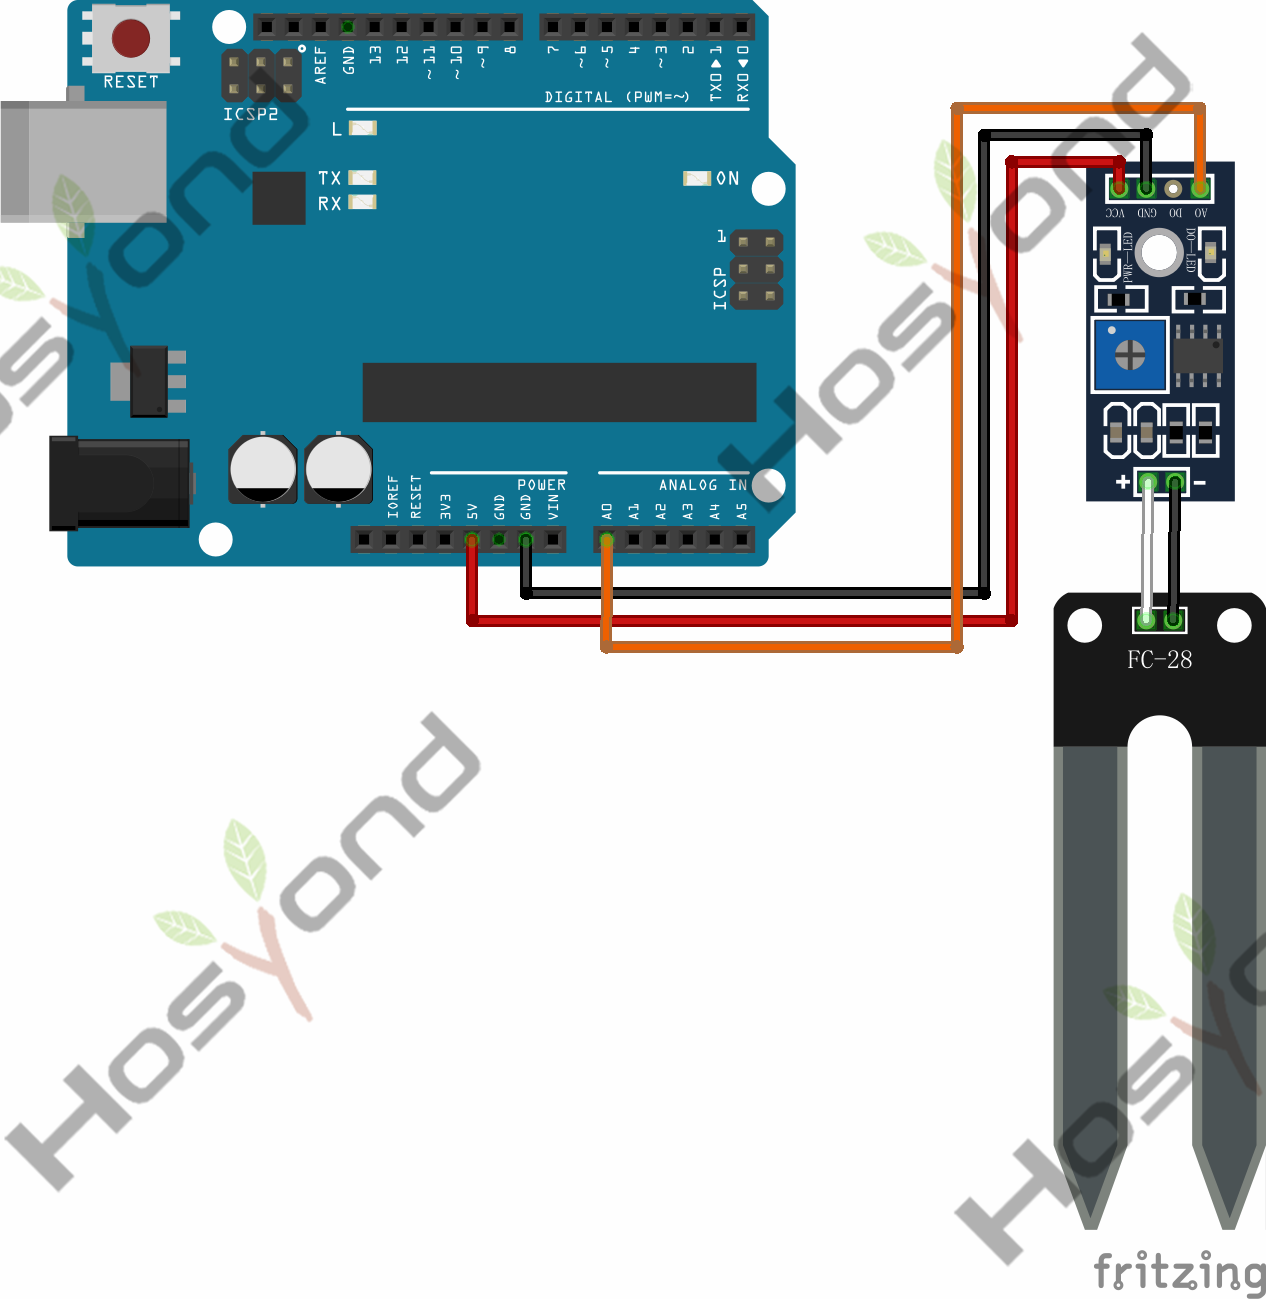 RESET
ICSP2
AREF
GND
13
12
~11
~10
~9
8
7
~6
~5
4
~3
2
TX0▶1
RX0◀0
DIGITAL (PWM=~)
L
TX
RX
ON
1
ICSP
POWER
ANALOG IN
IOREF
RESET
3V3
5V
GND
GND
VIN
A0
A1
A2
A3
A4
A5
VCC
GND
DO
AO
PWR-LED
DO-LED
+
-
FC-28
Hosyond
Hosyond
Hosyond
Hosyond
fritzing